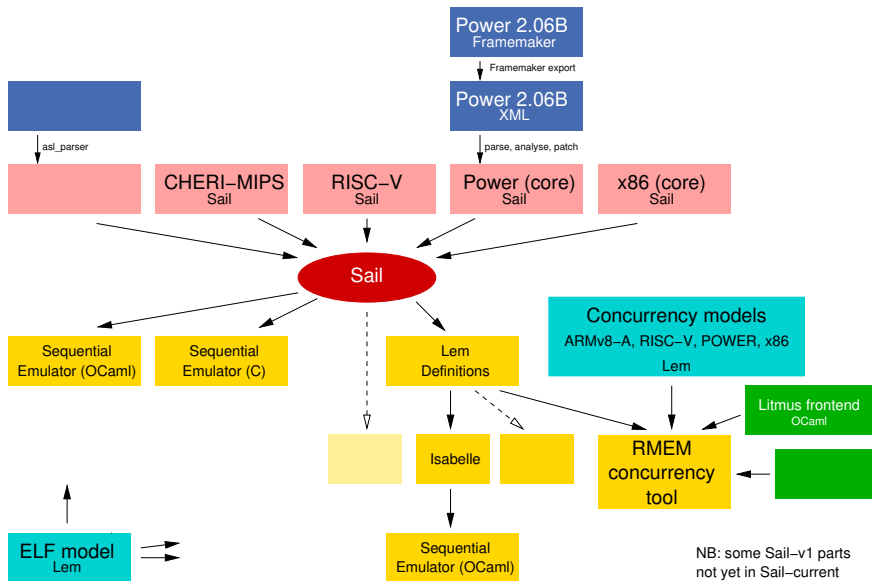 Power 2.06B
Framemaker
Framemaker export
Power 2.06B
XML
asl_parser
parse, analyse, patch
CHERI−MIPS
Sail
RISC−V
Sail
Power (core)
Sail
x86 (core)
Sail
Sail
Concurrency models
ARMv8−A, RISC−V, POWER, x86
Lem
Sequential
Emulator (OCaml)
Sequential
Emulator (C)
Lem
Definitions
Litmus frontend
OCaml
Isabelle
RMEM
concurrency
tool
ELF model
Lem
Sequential
Emulator (OCaml)
NB: some Sail−v1 parts
not yet in Sail−current